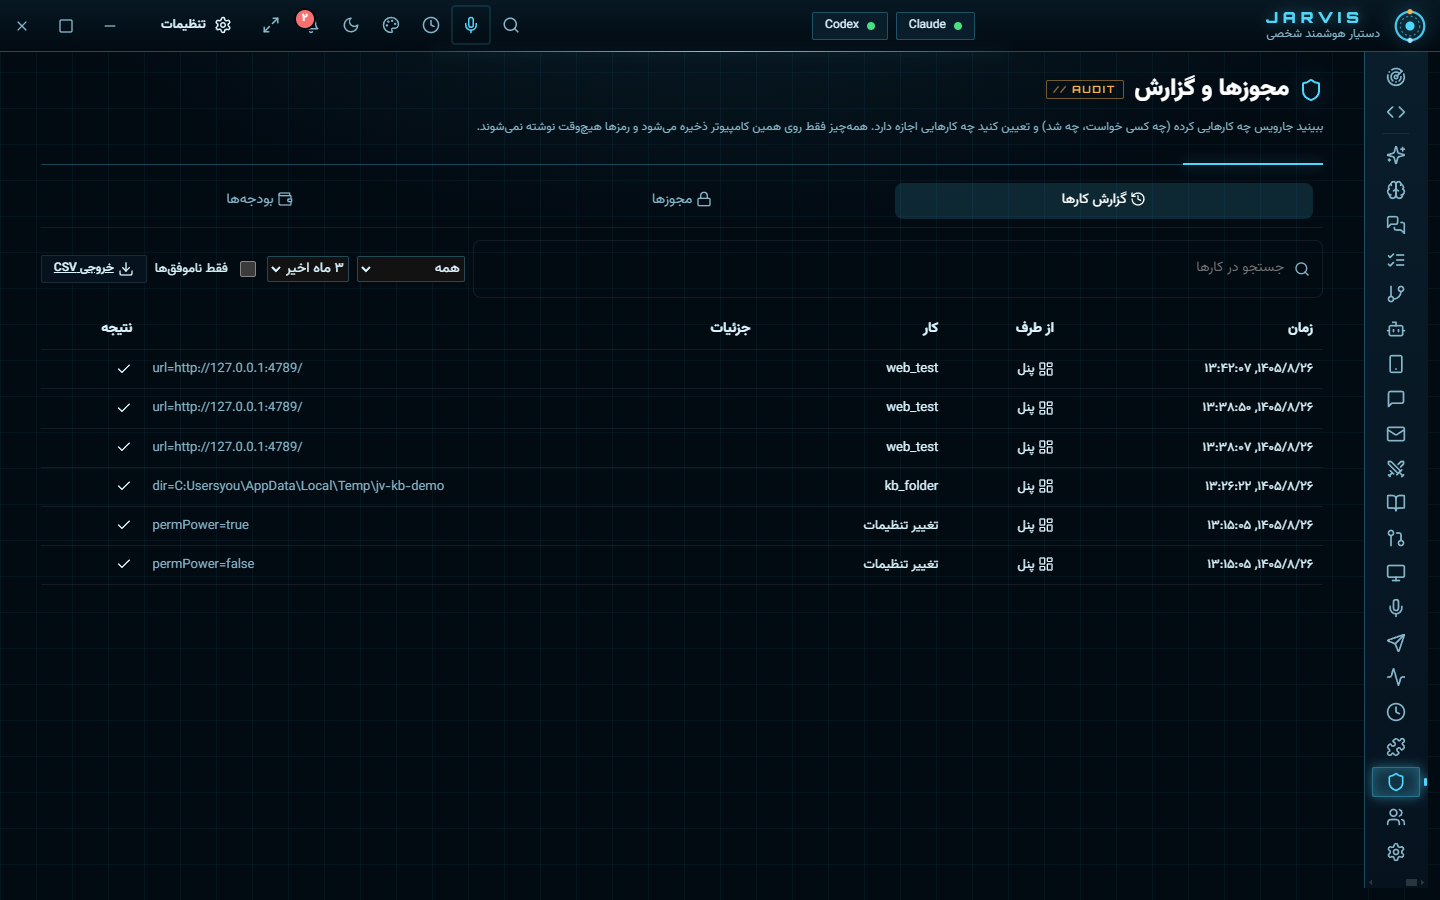 JARVIS
دستیار هوشمند شخصی
Claude
Codex
۲
تنظیمات
مجوزها و گزارش
// AUDIT
ببینید جارویس چه کارهایی کرده (چه کسی خواست، چه شد) و تعیین کنید چه کارهایی اجازه دارد. همه‌چیز فقط روی همین کامپیوتر ذخیره می‌شود و رمزها هیچ‌وقت نوشته نمی‌شوند.
گزارش کارها
مجوزها
بودجه‌ها
جستجو در کارها
همه
۳ ماه اخیر
فقط ناموفق‌ها
خروجی CSV
زمان از طرف کار جزئیات نتیجه
۱۴۰۵/۸/۲۶, ۱۳:۴۲:۰۷ پنل web_test url=http://127.0.0.1:4789/
۱۴۰۵/۸/۲۶, ۱۳:۳۸:۵۰ پنل web_test url=http://127.0.0.1:4789/
۱۴۰۵/۸/۲۶, ۱۳:۳۸:۰۷ پنل web_test url=http://127.0.0.1:4789/
۱۴۰۵/۸/۲۶, ۱۳:۲۶:۲۲ پنل kb_folder dir=C:Usersyou\AppData\Local\Temp\jv-kb-demo
۱۴۰۵/۸/۲۶, ۱۳:۱۵:۰۵ پنل تغییر تنظیمات permPower=true
۱۴۰۵/۸/۲۶, ۱۳:۱۵:۰۵ پنل تغییر تنظیمات permPower=false